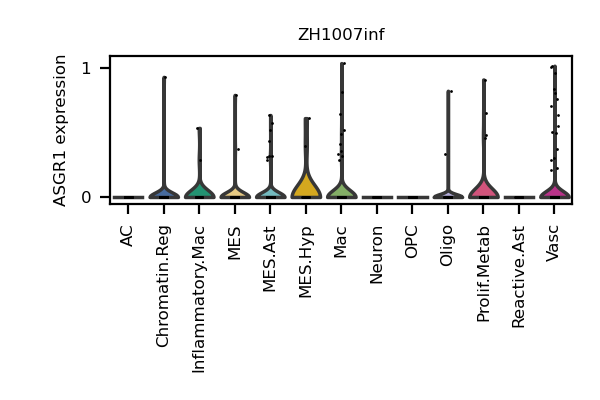 ZH1007inf
ASGR1 expression
1
0
AC
Chromatin.Reg
Inflammatory.Mac
MES
MES.Ast
MES.Hyp
Mac
Neuron
OPC
Oligo
Prolif.Metab
Reactive.Ast
Vasc